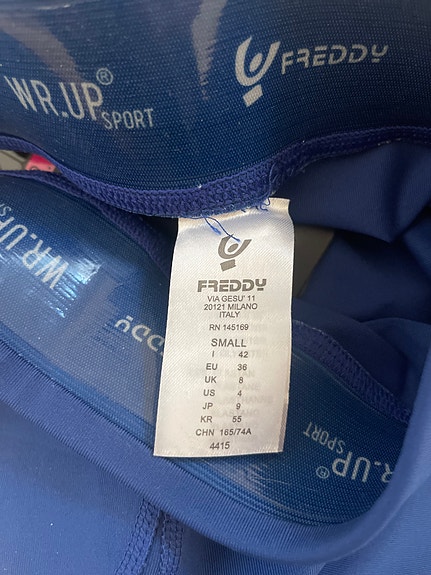 WR.UP®
SPORT
FREDDY
FREDDY
VIA GESU' 11
20121 MILANO
ITALY
RN 145169
SMALL
I 42
EU 36
UK 8
US 4
JP 9
KR 55
CHN 165/74A
4415
WR.UP
SPORT
WR.UP®
SPORT